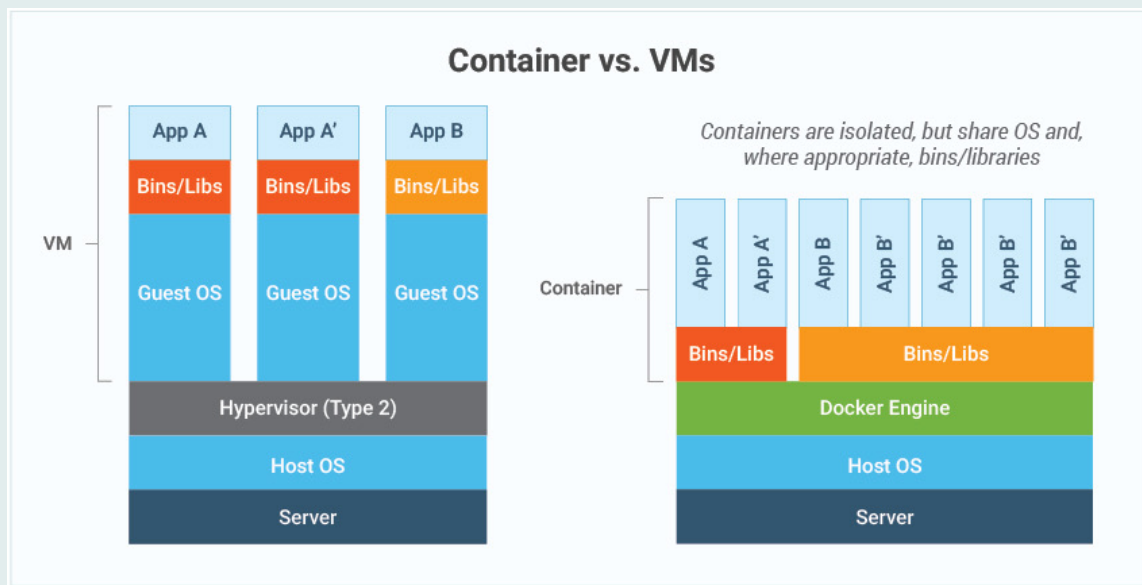 Container vs. VMs
VM
App A
App A'
App B
Bins/Libs
Bins/Libs
Bins/Libs
Guest OS
Guest OS
Guest OS
Hypervisor (Type 2)
Host OS
Server
Containers are isolated, but share OS and,
where appropriate, bins/libraries
Container
App A
App A'
App B
App B'
App B'
App B'
App B'
Bins/Libs
Bins/Libs
Docker Engine
Host OS
Server